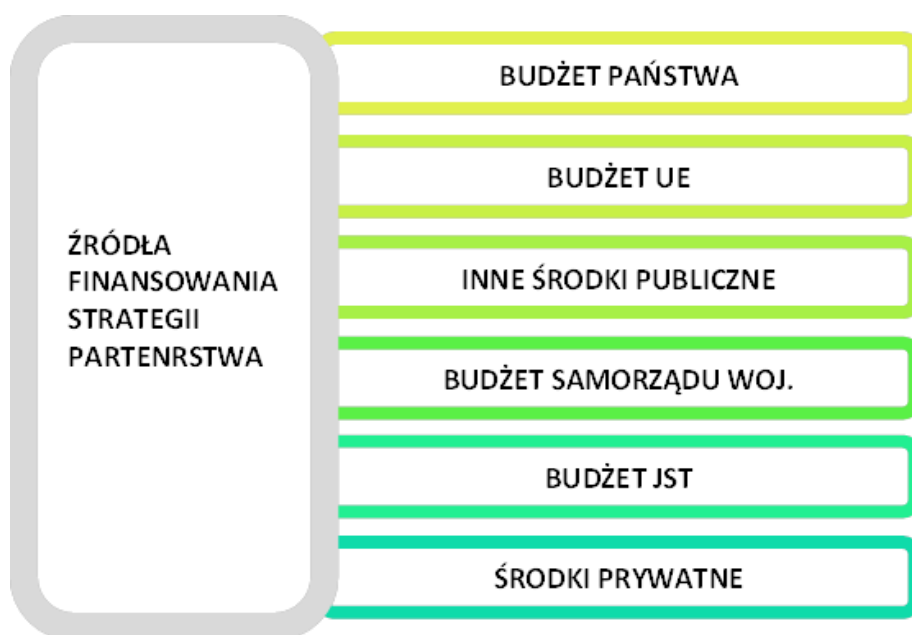 ŹRÓDŁA
FINANSOWANIA
STRATEGII
PARTENRSTWA
BUDŻET PAŃSTWA
BUDŻET UE
INNE ŚRODKI PUBLICZNE
BUDŻET SAMORZĄDU WOJ.
BUDŻET JST
ŚRODKI PRYWATNE